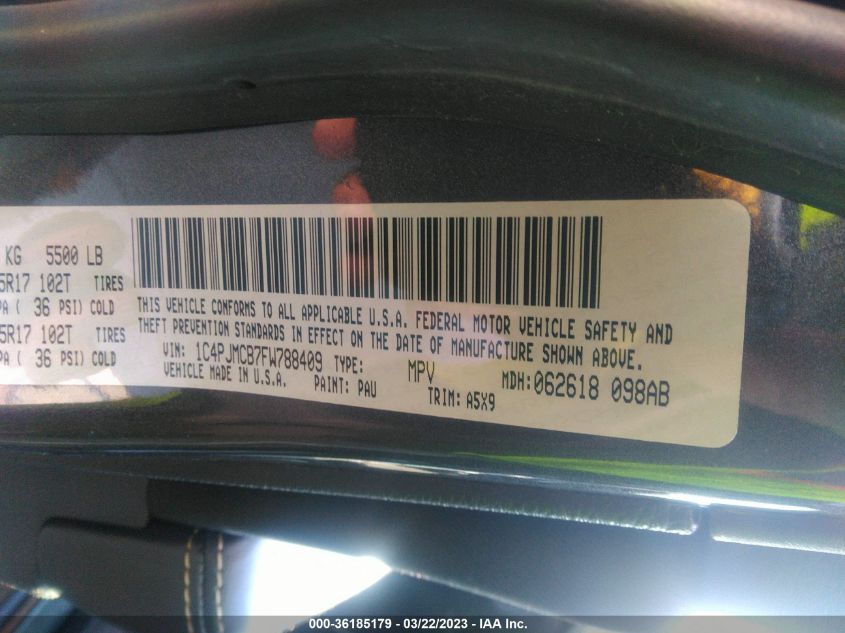 KG 5500 LB
5R17 102T TIRES
PA ( 36 PSI) COLD
5R17 102T TIRES
PA ( 36 PSI) COLD
THIS VEHICLE CONFORMS TO ALL APPLICABLE U.S.A. FEDERAL MOTOR VEHICLE SAFETY AND
THEFT PREVENTION STANDARDS IN EFFECT ON THE DATE OF MANUFACTURE SHOWN ABOVE.
VIN: 1C4PJMCB7FW788409 TYPE: MPV MDH:062618 098AB
VEHICLE MADE IN U.S.A. PAINT: PAU TRIM: A5X9
000-36185179 - 03/22/2023 - IAA Inc.